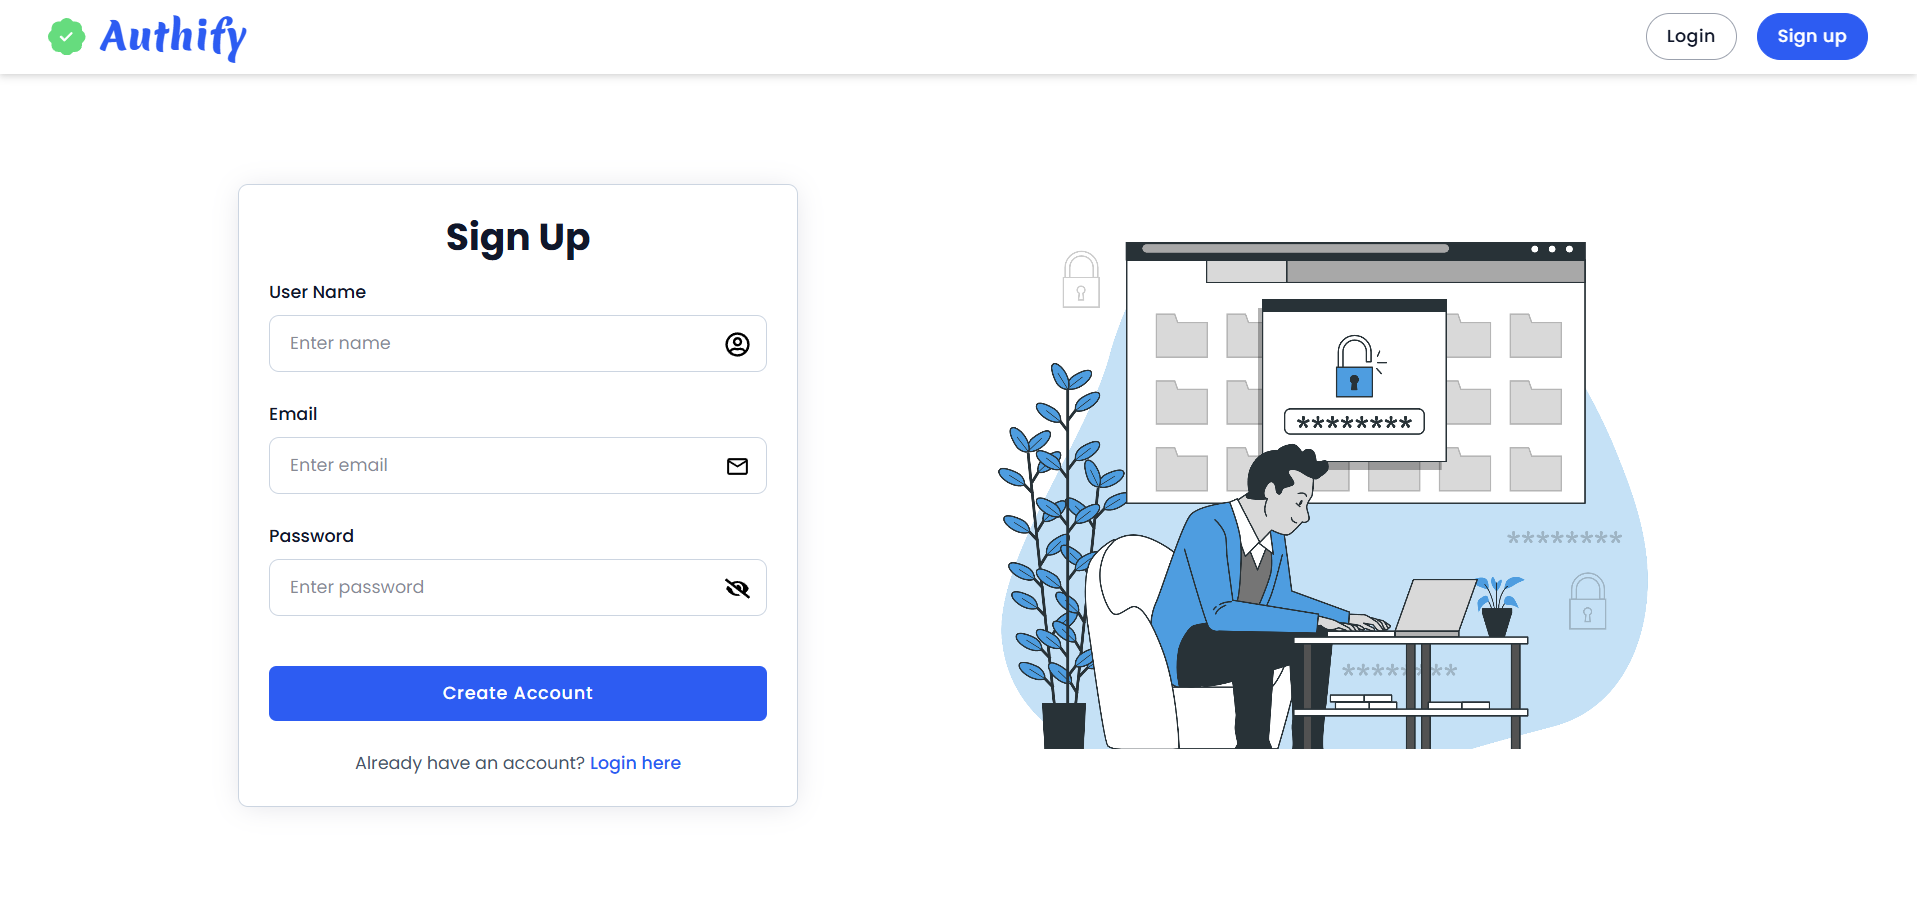 Authify
Login
Sign up
Sign Up
User Name
Enter name
Email
Enter email
Password
Enter password
Create Account
Already have an account? Login here
********
********
********